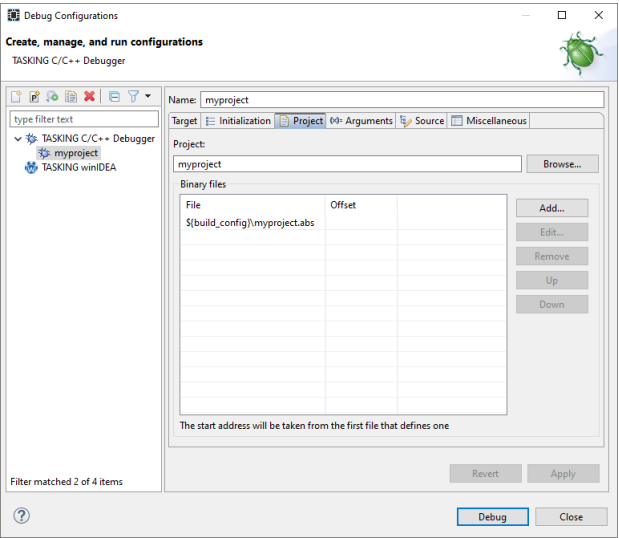 Debug Configurations
Create, manage, and run configurations
TASKING C/C++ Debugger
type filter text
TASKING C/C++ Debugger
myproject
TASKING winIDEA
Filter matched 2 of 4 items
Name: myproject
Target Initialization Project (x)= Arguments Source Miscellaneous
Project:
myproject Browse...
Binary files
File Offset
${build_config}\myproject.abs
Add...
Edit...
Remove
Up
Down
The start address will be taken from the first file that defines one
Revert Apply
? Debug Close